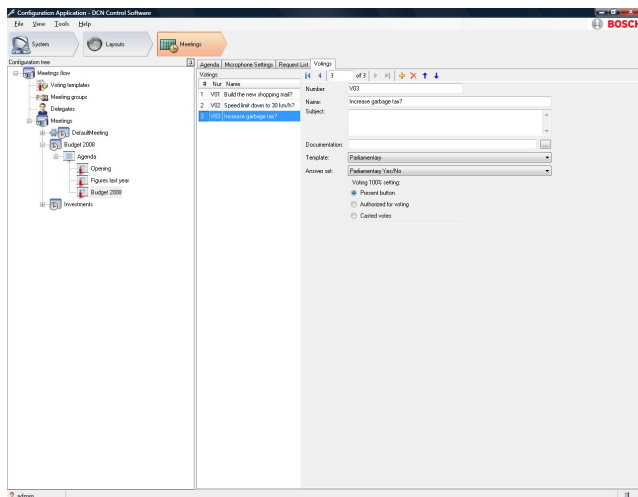 Configuration Application - DCN Control Software
File View Tools Help
BOSCH
System Layouts Meetings
Configuration tree
Meetings flow
Voting templates
Meeting groups
Delegates
Meetings
DefaultMeeting
Budget 2008
Agenda
Opening
Figures last year
Budget 2008
Investments
Agenda Microphone Settings Request List Votings
Votings:
# Nur Name
1 V01 Build the new shopping mall?
2 V02 Speed limit down to 30 km/h?
3 V03 Increase garbage tax?
3 of 3
Number: V03
Name: Increase garbage tax?
Subject:
Documentation: ...
Template: Parliamentary
Answer set: Parliamentary Yes/No
Voting 100% setting:
Present button
Authorized for voting
Casted votes
admin